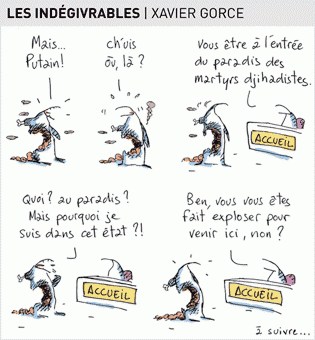 LES INDÉGIVRABLES | XAVIER GORCE
Mais...
Putain!
ch'uis
où, là ?
Vous être à l'entrée
du paradis des
martyrs djihadistes.
ACCUEIL
Quoi? au paradis?
Mais pourquoi je
suis dans cet état ?!
ACCUEIL
Ben, vous vous êtes
fait exploser pour
venir ici, non ?
ACCUEIL
à suivre...